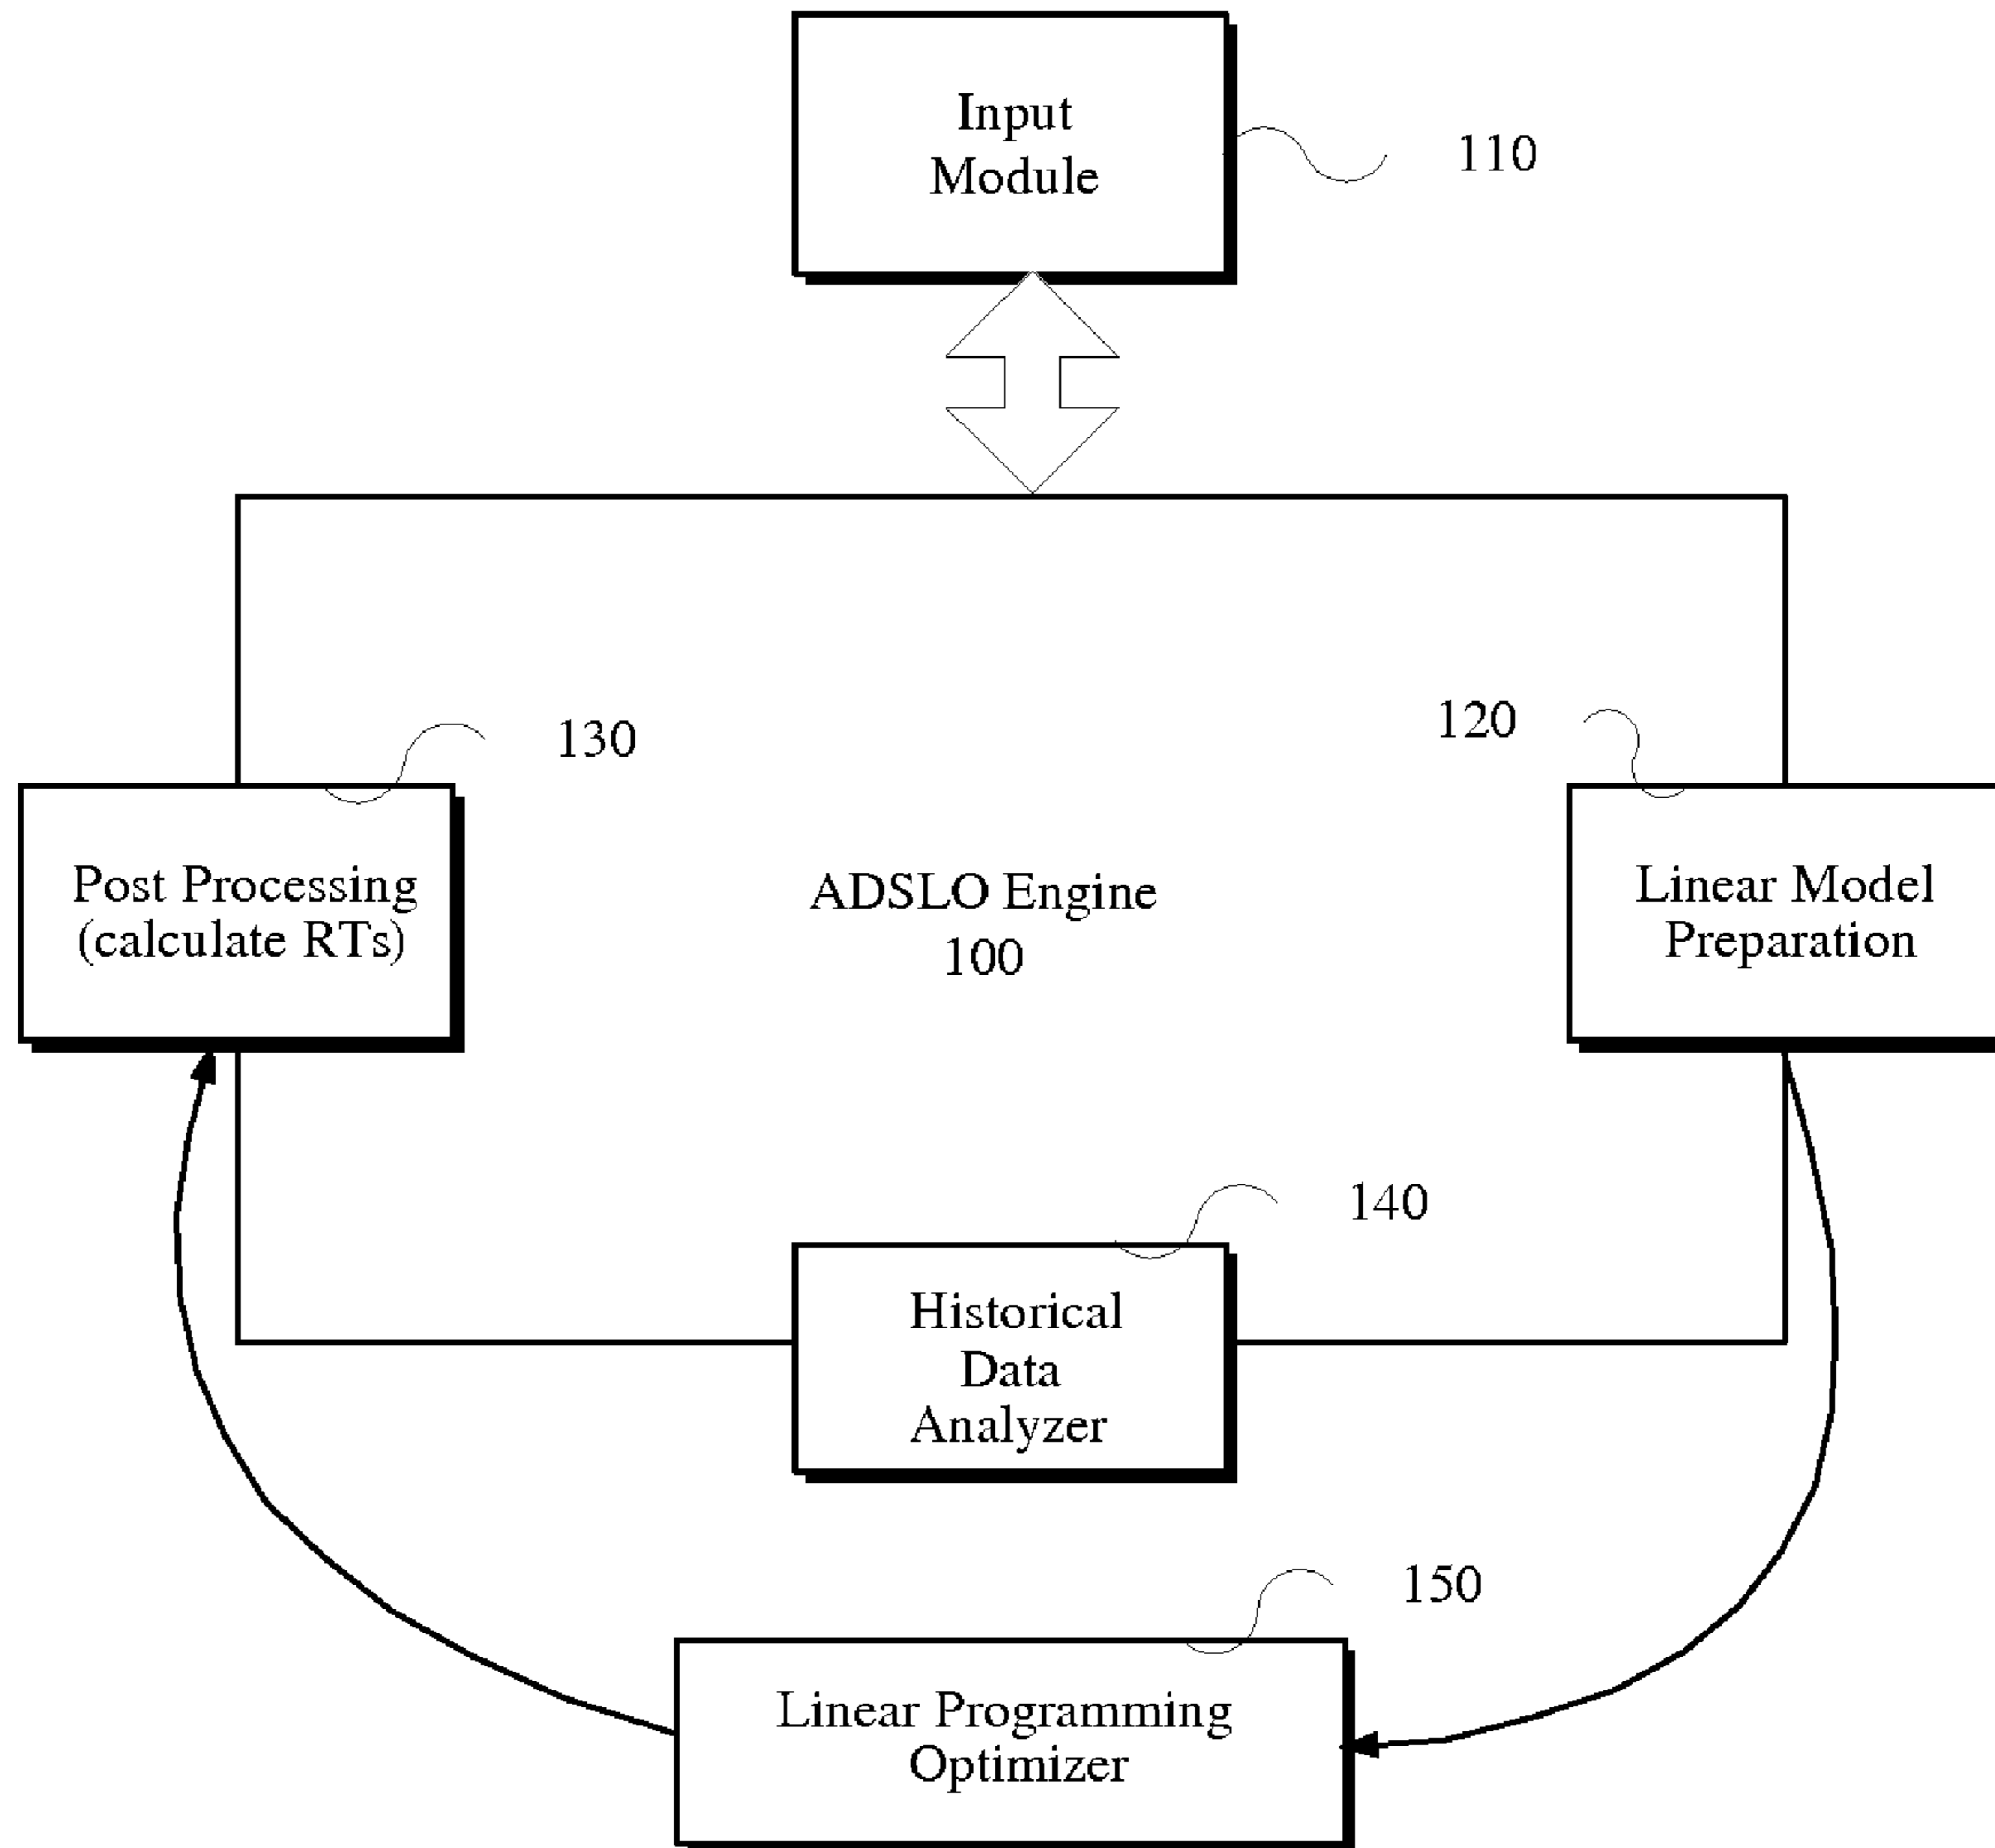 Input
Module
110
130
120
Post Processing
(calculate RTs)
ADSLO Engine
100
Linear Model
Preparation
140
Historical
Data
Analyzer
150
Linear Programming
Optimizer